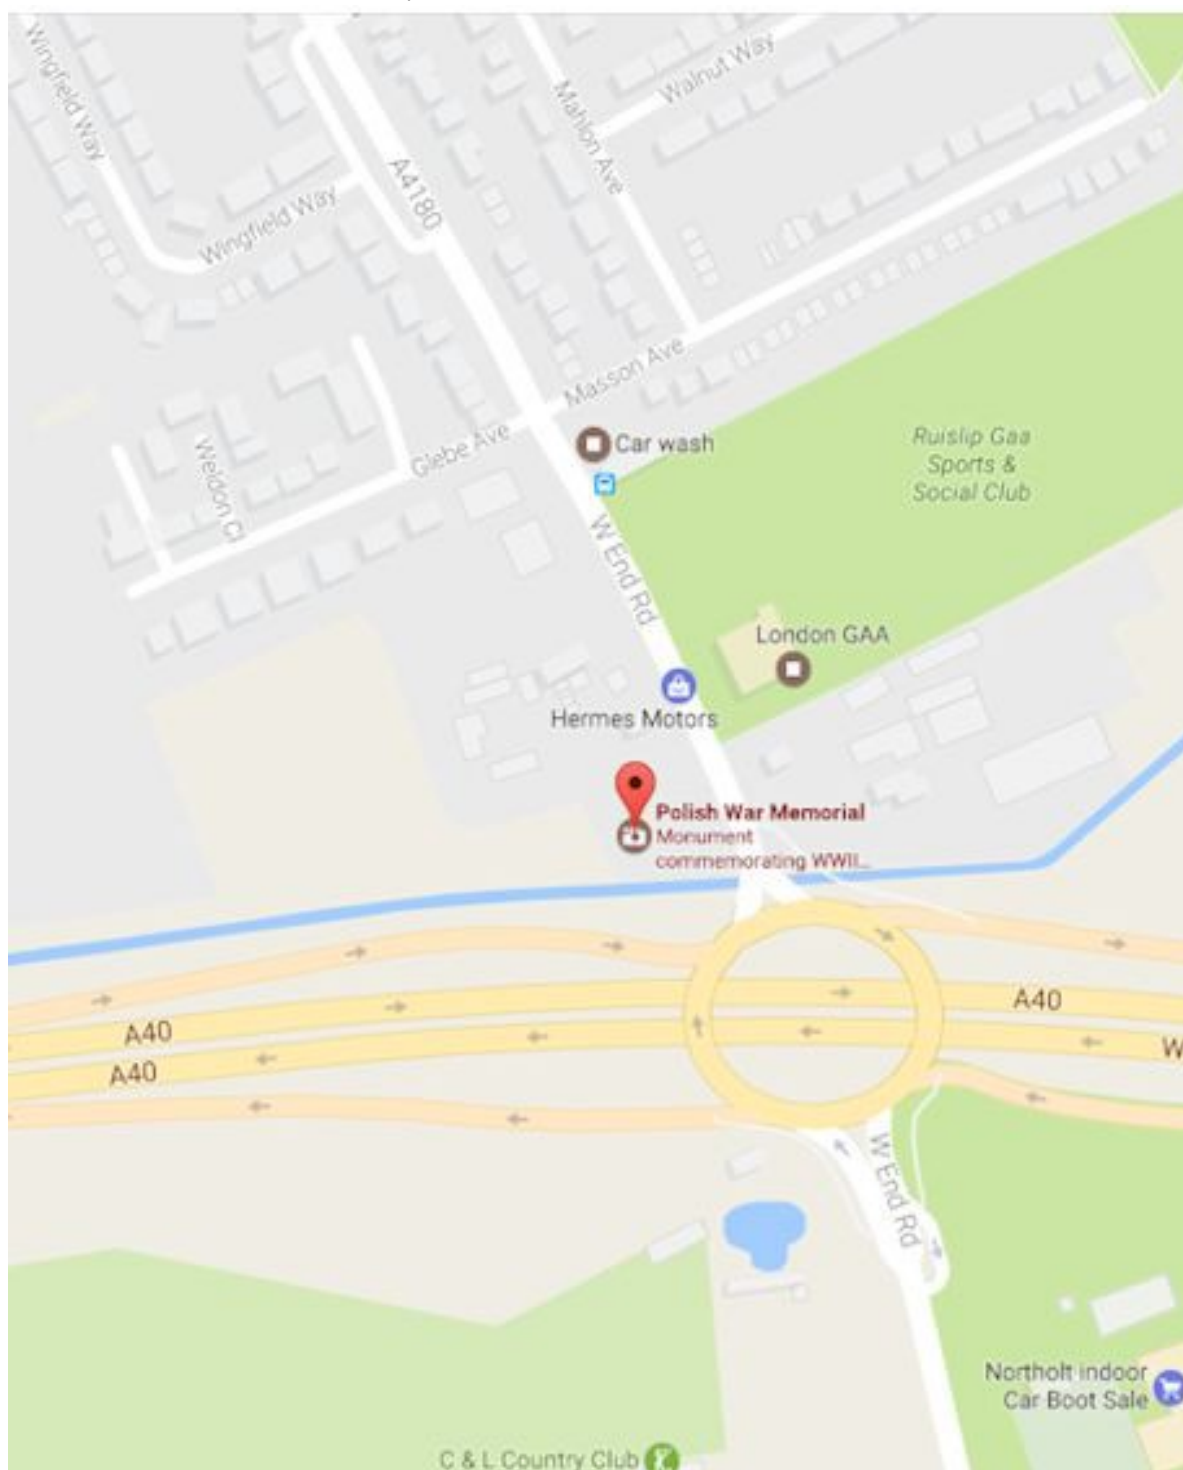 Wingfield Way
Walnut Way
Mahlon Ave
A4180
Wingfield Way
Masson Ave
Glebe Ave
Car wash
Weldon Ct
Ruislip Gaa
Sports &
Social Club
W End Rd
London GAA
Hermes Motors
Polish War Memorial
Monument
commemorating WWII...
A40
A40
A40
W
W End Rd
Northolt indoor
Car Boot Sale
C & L Country Club